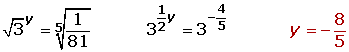 √3^y = ⁵√(1/81)    3^(1/2 y) = 3^(-4/5)    y = -8/5